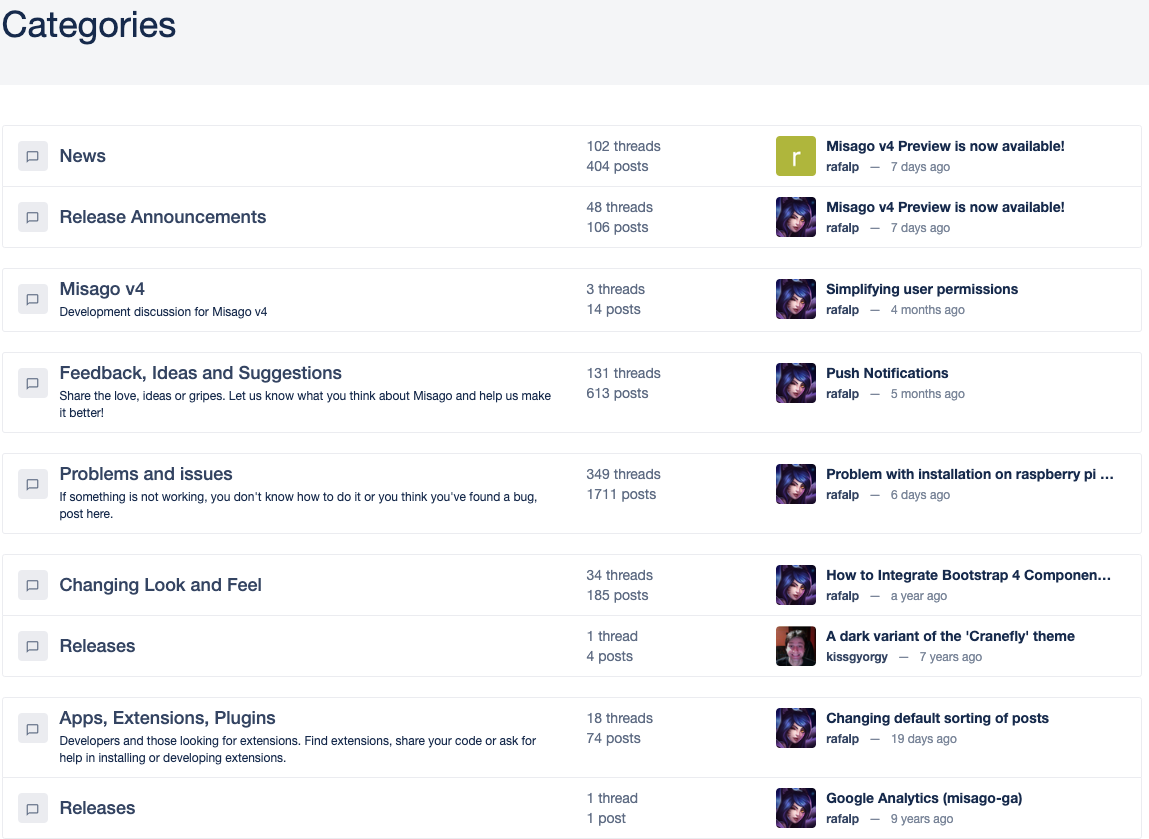 Categories
News
102 threads
404 posts
r
Misago v4 Preview is now available!
rafalp — 7 days ago
Release Announcements
48 threads
106 posts
Misago v4 Preview is now available!
rafalp — 7 days ago
Misago v4
Development discussion for Misago v4
3 threads
14 posts
Simplifying user permissions
rafalp — 4 months ago
Feedback, Ideas and Suggestions
Share the love, ideas or gripes. Let us know what you think about Misago and help us make
it better!
131 threads
613 posts
Push Notifications
rafalp — 5 months ago
Problems and issues
If something is not working, you don't know how to do it or you think you've found a bug,
post here.
349 threads
1711 posts
Problem with installation on raspberry pi ...
rafalp — 6 days ago
Changing Look and Feel
34 threads
185 posts
How to Integrate Bootstrap 4 Componen...
rafalp — a year ago
Releases
1 thread
4 posts
A dark variant of the 'Cranefly' theme
kissgyorgy — 7 years ago
Apps, Extensions, Plugins
Developers and those looking for extensions. Find extensions, share your code or ask for
help in installing or developing extensions.
18 threads
74 posts
Changing default sorting of posts
rafalp — 19 days ago
Releases
1 thread
1 post
Google Analytics (misago-ga)
rafalp — 9 years ago